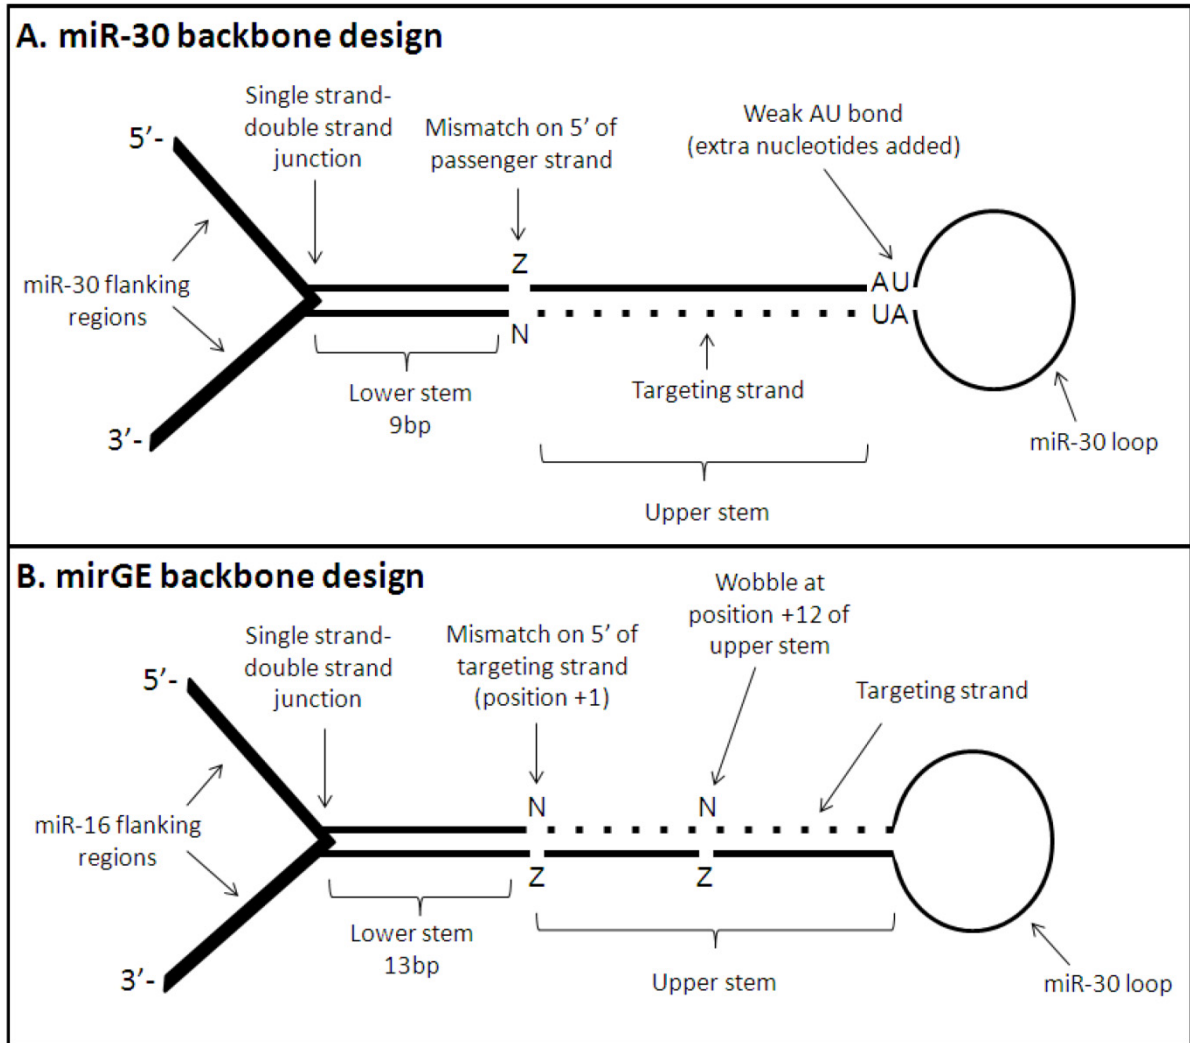 A. miR-30 backbone design
Single strand-
double strand
junction
Mismatch on 5’ of
passenger strand
Weak AU bond
(extra nucleotides added)
5’-
Z
miR-30 flanking
regions
AU
UA
N
Lower stem
9bp
Targeting strand
3’-
miR-30 loop
Upper stem
B. mirGE backbone design
Wobble at
position +12 of
upper stem
Single strand-
double strand
junction
Mismatch on 5’ of
targeting strand
(position +1)
5’-
Targeting strand
N
N
miR-16 flanking
regions
Z
Z
Lower stem
13bp
3’-
Upper stem
miR-30 loop